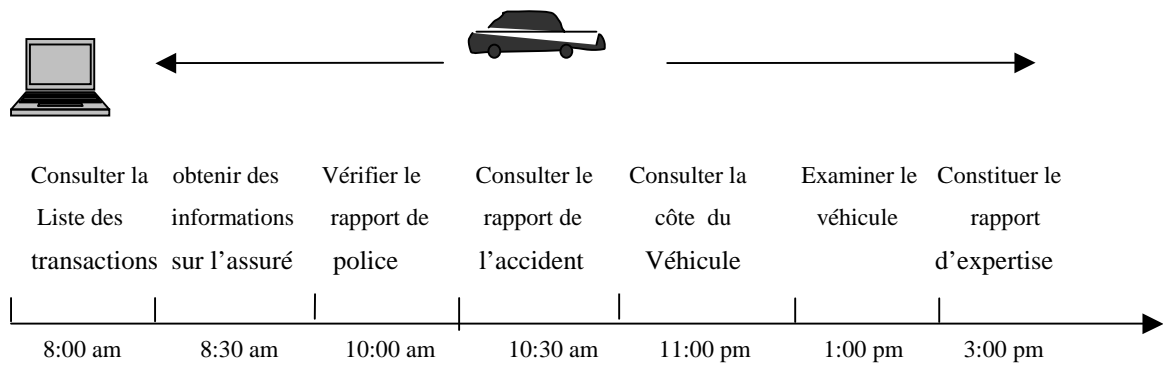 Consulter la
Liste des
transactions
obtenir des
informations
sur l’assuré
Vérifier le
rapport de
police
Consulter le
rapport de
l’accident
Consulter la
côte du
Véhicule
Examiner le
véhicule
Constituer le
rapport
d’expertise
8:00 am
8:30 am
10:00 am
10:30 am
11:00 pm
1:00 pm
3:00 pm